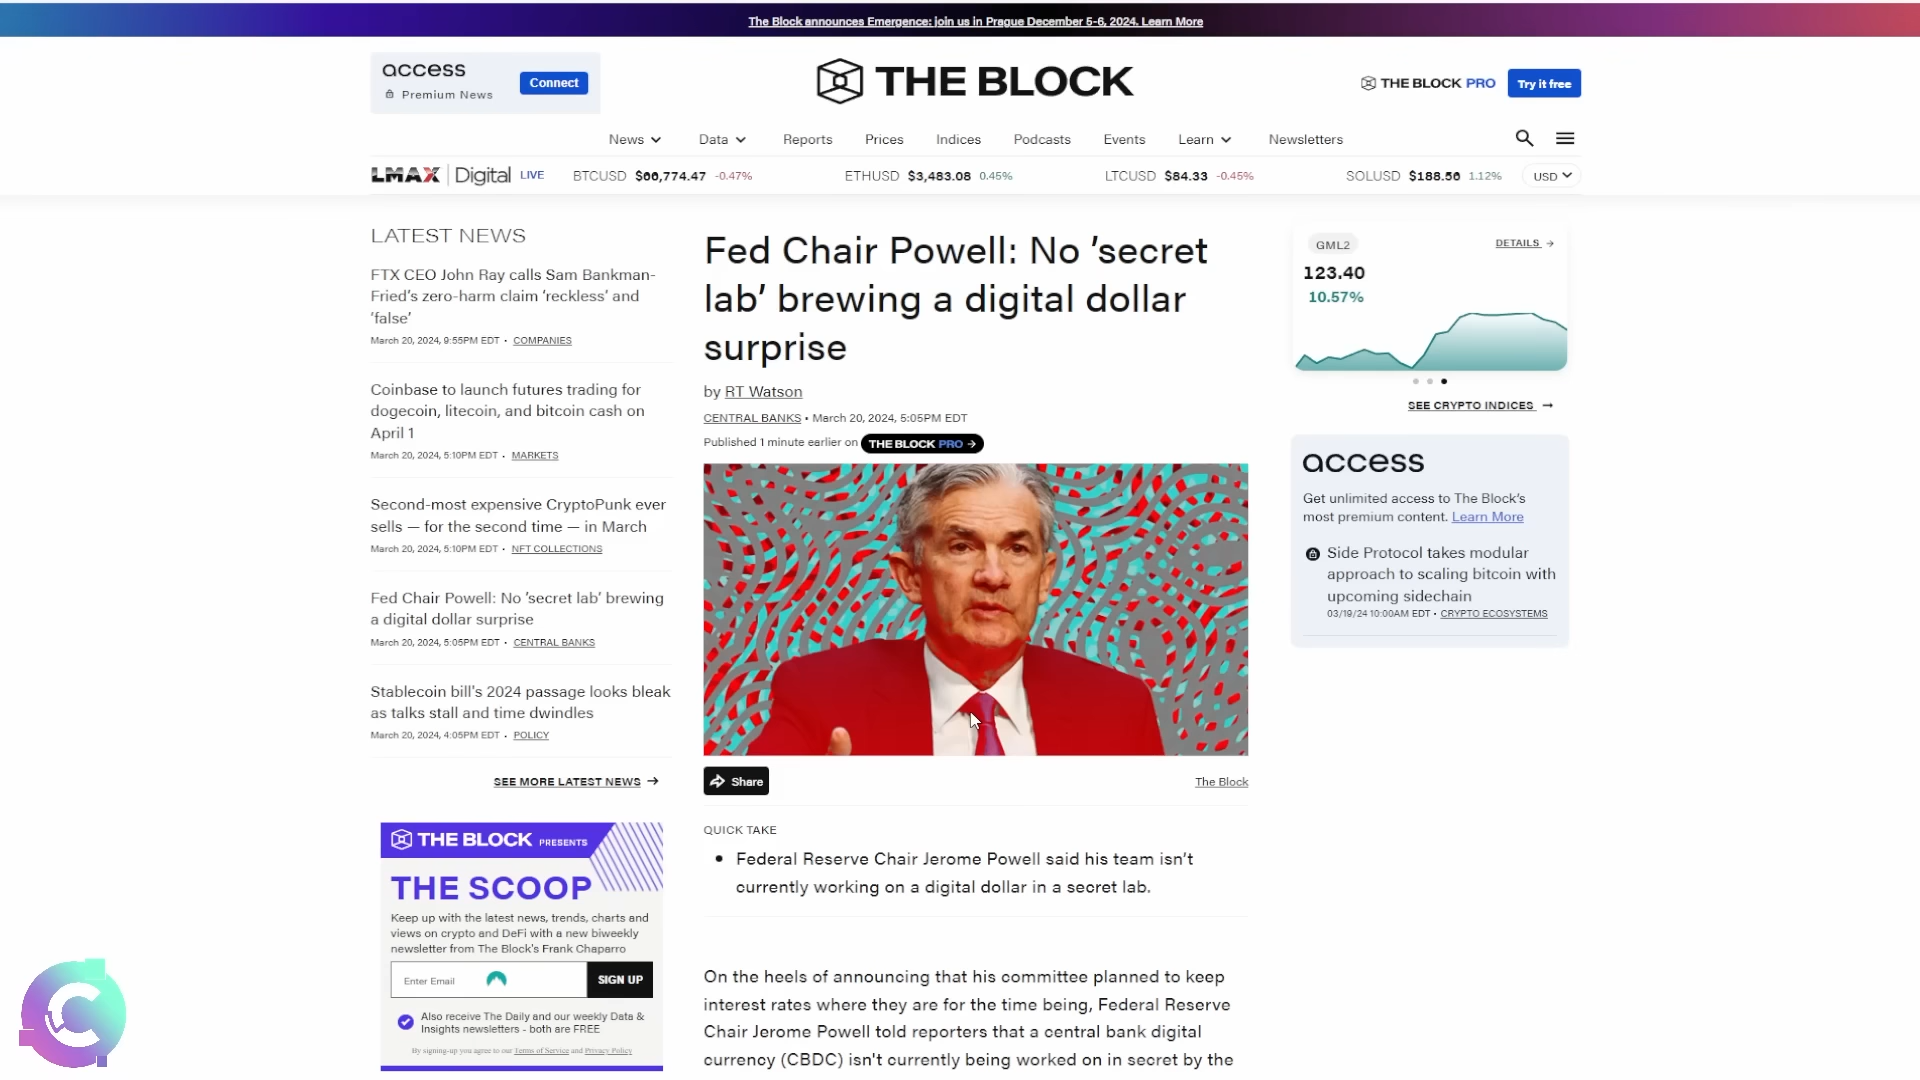 The Block announces Emergence: join us in Prague December 5-6, 2024. Learn More
access
Premium News
Connect
THE BLOCK
THE BLOCK PRO
Try it free
News
Data
Reports
Prices
Indices
Podcasts
Events
Learn
Newsletters
LMAX Digital LIVE
BTCUSD $66,774.47 -0.47%
ETHUSD $3,483.08 0.45%
LTCUSD $84.33 -0.45%
SOLUSD $188.56 1.12%
USD
LATEST NEWS
FTX CEO John Ray calls Sam Bankman-
Fried's zero-harm claim 'reckless' and
'false'
March 20, 2024, 9:55PM EDT • COMPANIES
Coinbase to launch futures trading for
dogecoin, litecoin, and bitcoin cash on
April 1
March 20, 2024, 5:10PM EDT • MARKETS
Second-most expensive CryptoPunk ever
sells — for the second time — in March
March 20, 2024, 5:10PM EDT • NFT COLLECTIONS
Fed Chair Powell: No 'secret lab' brewing
a digital dollar surprise
March 20, 2024, 5:05PM EDT • CENTRAL BANKS
Stablecoin bill's 2024 passage looks bleak
as talks stall and time dwindles
March 20, 2024, 4:05PM EDT • POLICY
SEE MORE LATEST NEWS
THE BLOCK PRESENTS
THE SCOOP
Keep up with the latest news, trends, charts and
views on crypto and DeFi with a new biweekly
newsletter from The Block's Frank Chaparro
Enter Email
SIGN UP
Also receive The Daily and our weekly Data &
Insights newsletters - both are FREE
By signing-up you agree to our Terms of Service and Privacy Policy
Fed Chair Powell: No 'secret
lab' brewing a digital dollar
surprise
by RT Watson
CENTRAL BANKS • March 20, 2024, 5:05PM EDT
Published 1 minute earlier on THE BLOCK PRO
Share
The Block
QUICK TAKE
• Federal Reserve Chair Jerome Powell said his team isn't
currently working on a digital dollar in a secret lab.
On the heels of announcing that his committee planned to keep
interest rates where they are for the time being, Federal Reserve
Chair Jerome Powell told reporters that a central bank digital
currency (CBDC) isn't currently being worked on in secret by the
GML2
DETAILS
123.40
10.57%
SEE CRYPTO INDICES
access
Get unlimited access to The Block's
most premium content. Learn More
Side Protocol takes modular
approach to scaling bitcoin with
upcoming sidechain
03/19/24 10:00AM EDT • CRYPTO ECOSYSTEMS